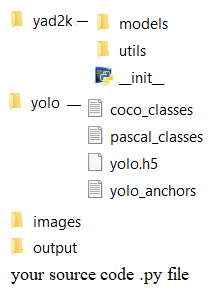 yad2k — models
utils
__init__
yolo — coco_classes
pascal_classes
yolo.h5
yolo_anchors
images
output
your source code .py file